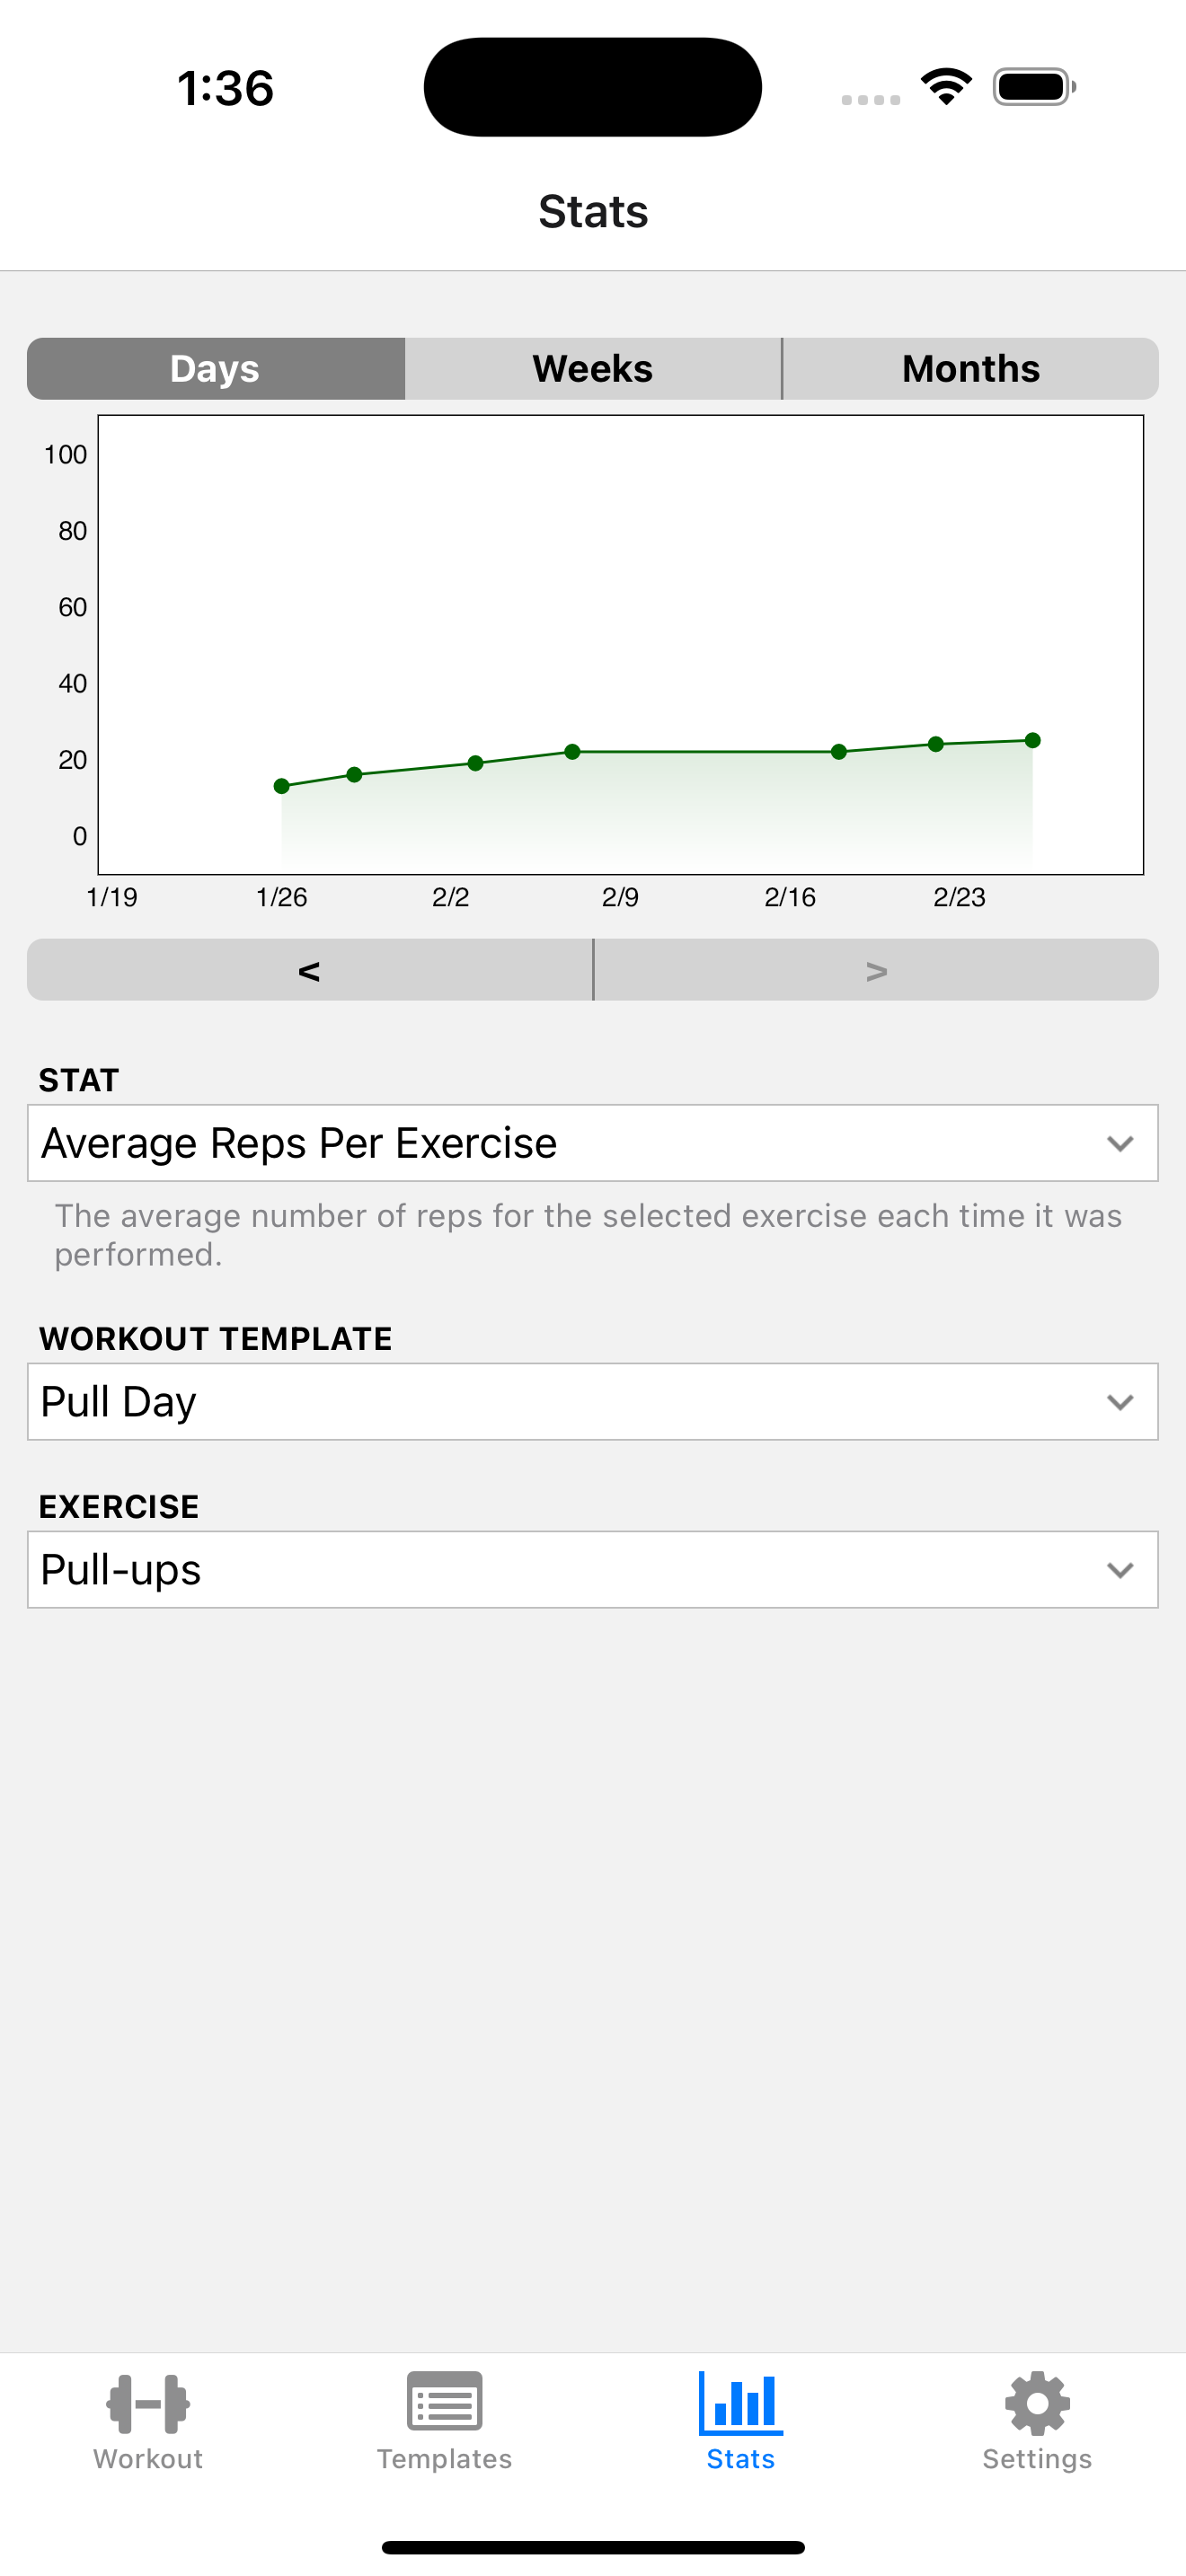 1:36
Stats
Days Weeks Months
100
80
60
40
20
0
1/19 1/26 2/2 2/9 2/16 2/23
< >
STAT
Average Reps Per Exercise
The average number of reps for the selected exercise each time it was
performed.
WORKOUT TEMPLATE
Pull Day
EXERCISE
Pull-ups
Workout Templates Stats Settings